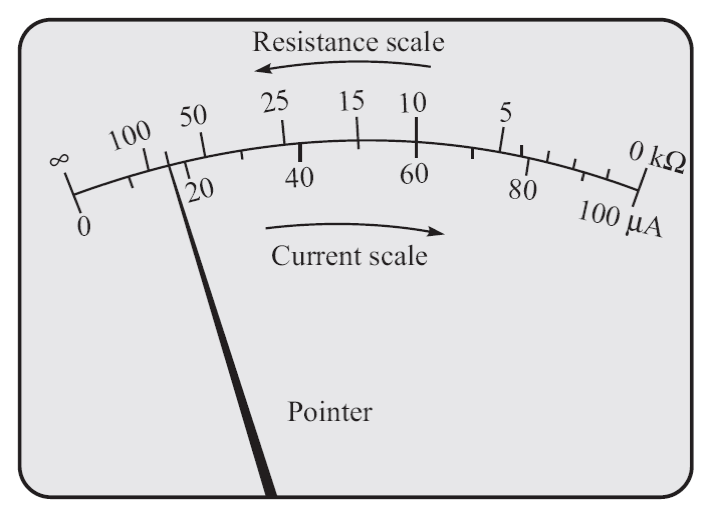 Resistance scale
∞ 100 50 25 15 10 5 0 kΩ
0 20 40 60 80 100 μA
Current scale
Pointer